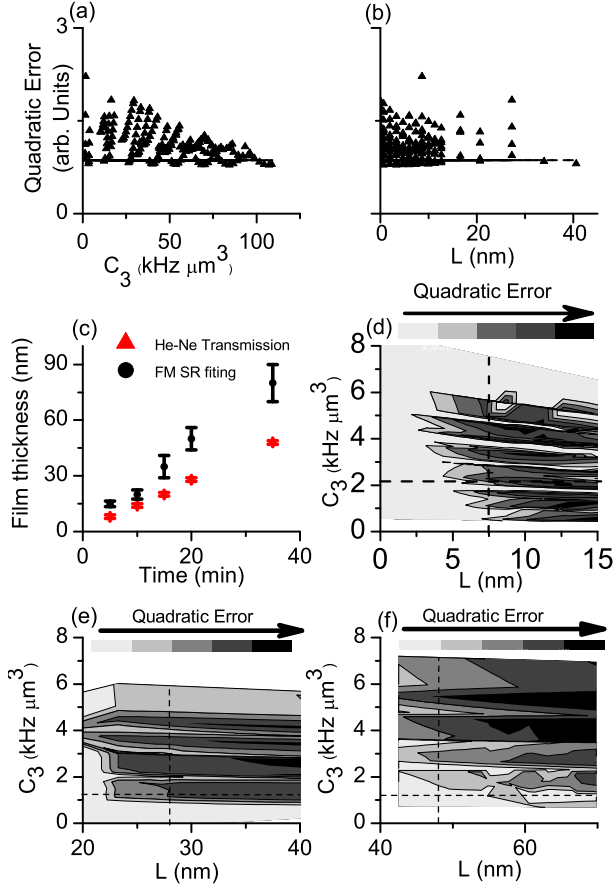 (a)
3
Quadratic Error
(arb. Units)
0
0 50 100
C3 (kHz μm3)
(b)
0 20 40
L (nm)
(c)
He-Ne Transmission
FM SR fiting
Film thickness (nm)
90
60
30
0
0 20 40
Time (min)
Quadratic Error
(d)
C3 (kHz μm3)
8
6
4
2
0
0 5 10 15
L (nm)
(e)
Quadratic Error
C3 (kHz μm3)
8
6
4
2
0
20 30 40
L (nm)
(f)
Quadratic Error
C3 (kHz μm3)
8
6
4
2
0
40 60
L (nm)